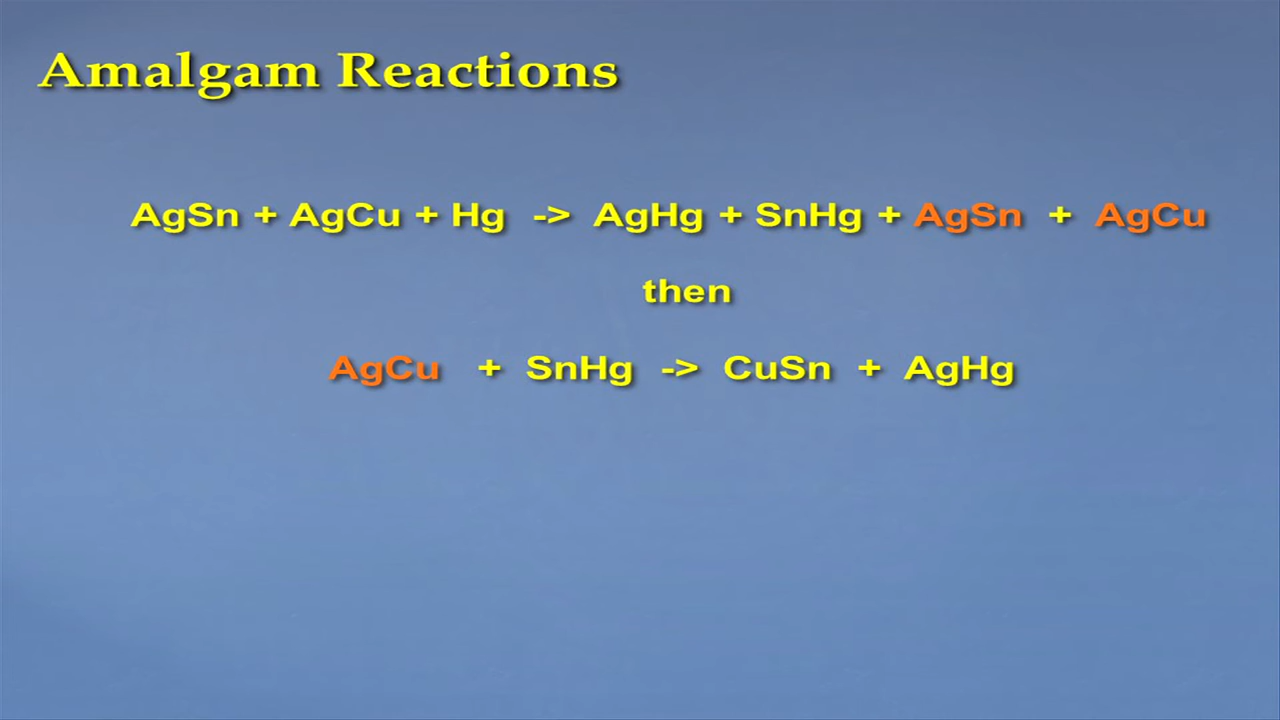 Amalgam Reactions
AgSn + AgCu + Hg -> AgHg + SnHg + AgSn + AgCu
then
AgCu + SnHg -> CuSn + AgHg